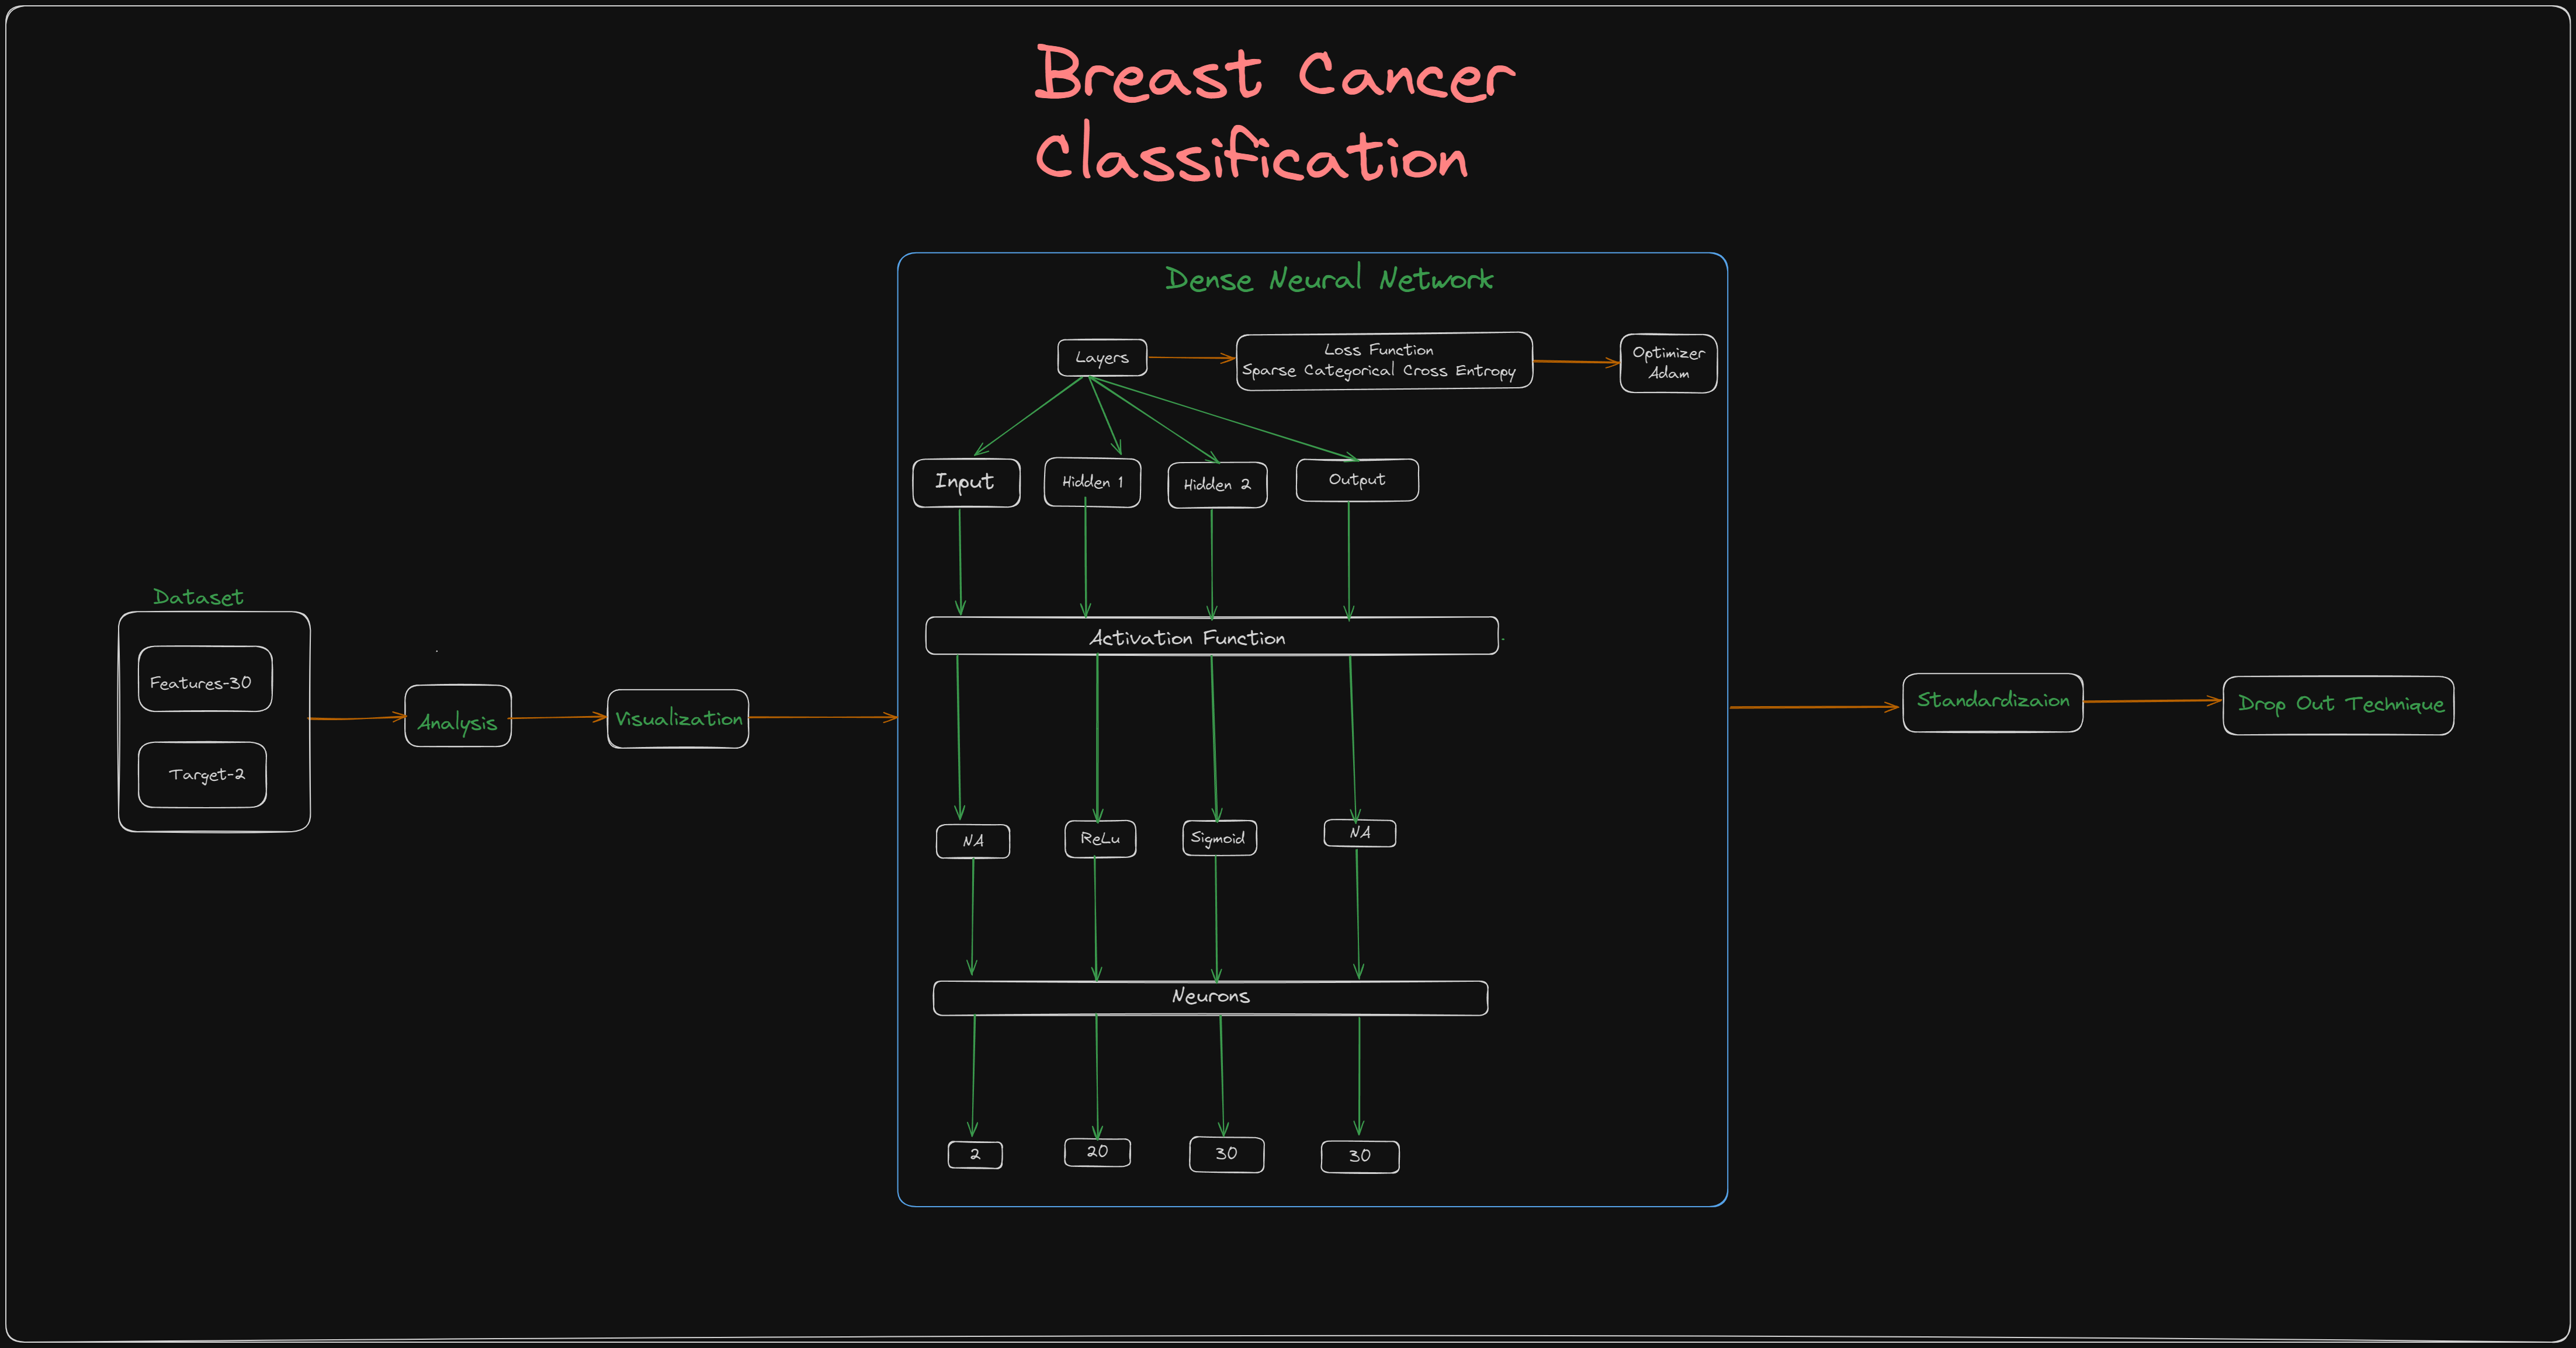 Breast Cancer
Classification
Dense Neural Network
Layers
Loss Function
Sparse Categorical Cross Entropy
Optimizer
Adam
Input
Hidden 1
Hidden 2
Output
Dataset
Features-30
Target-2
Analysis
Visualization
Activation Function
NA
ReLu
Sigmoid
NA
Neurons
2
20
30
30
Standardizaion
Drop Out Technique